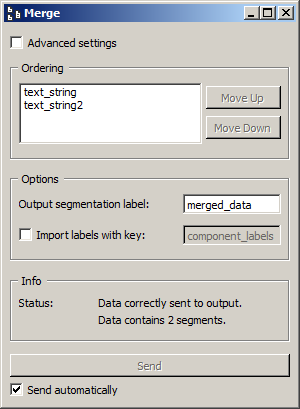 Merge
Advanced settings
Ordering
text_string
text_string2
Move Up
Move Down
Options
Output segmentation label: merged_data
Import labels with key: component_labels
Info
Status: Data correctly sent to output.
Data contains 2 segments.
Send
Send automatically